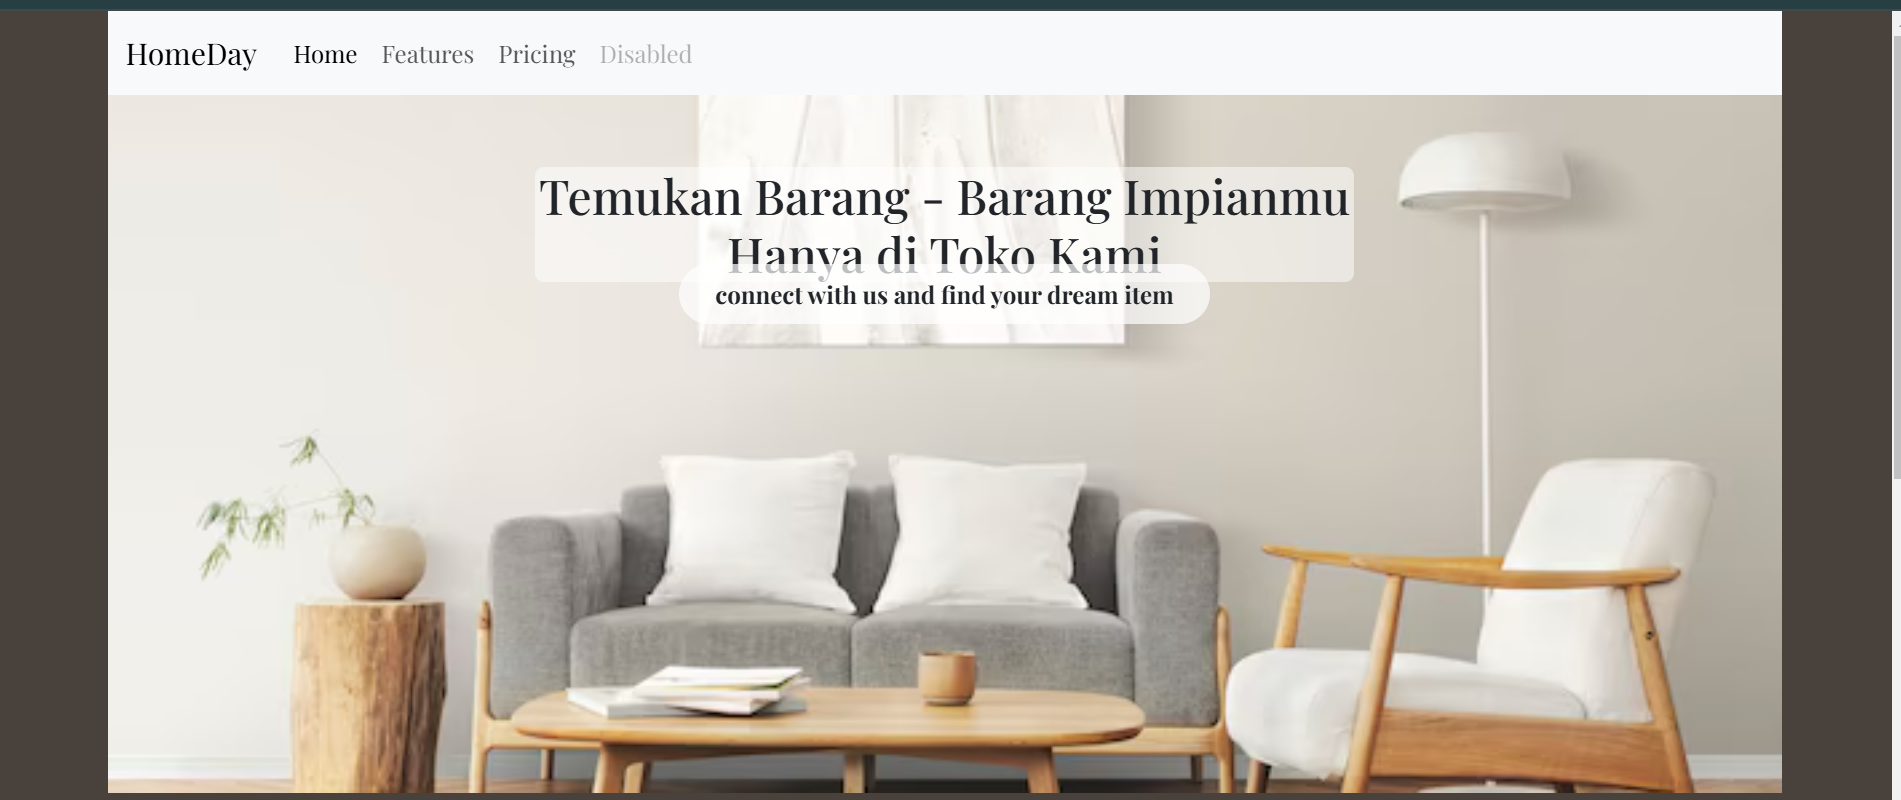 HomeDay Home Features Pricing Disabled
Temukan Barang - Barang Impianmu
Hanya di Toko Kami
connect with us and find your dream item